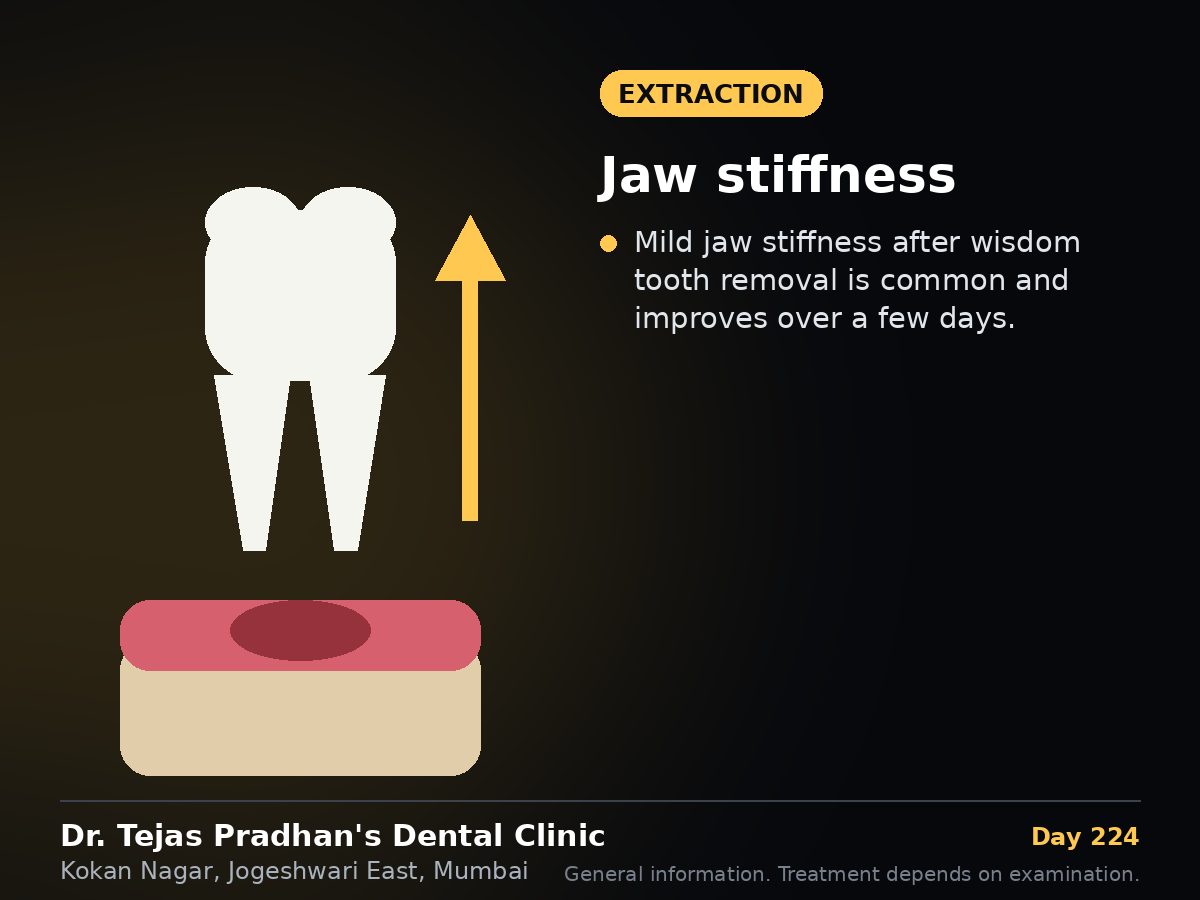 EXTRACTION
Jaw stiffness
Mild jaw stiffness after wisdom
tooth removal is common and
improves over a few days.
Dr. Tejas Pradhan's Dental Clinic
Day 224
Kokan Nagar, Jogeshwari East, Mumbai
General information. Treatment depends on examination.